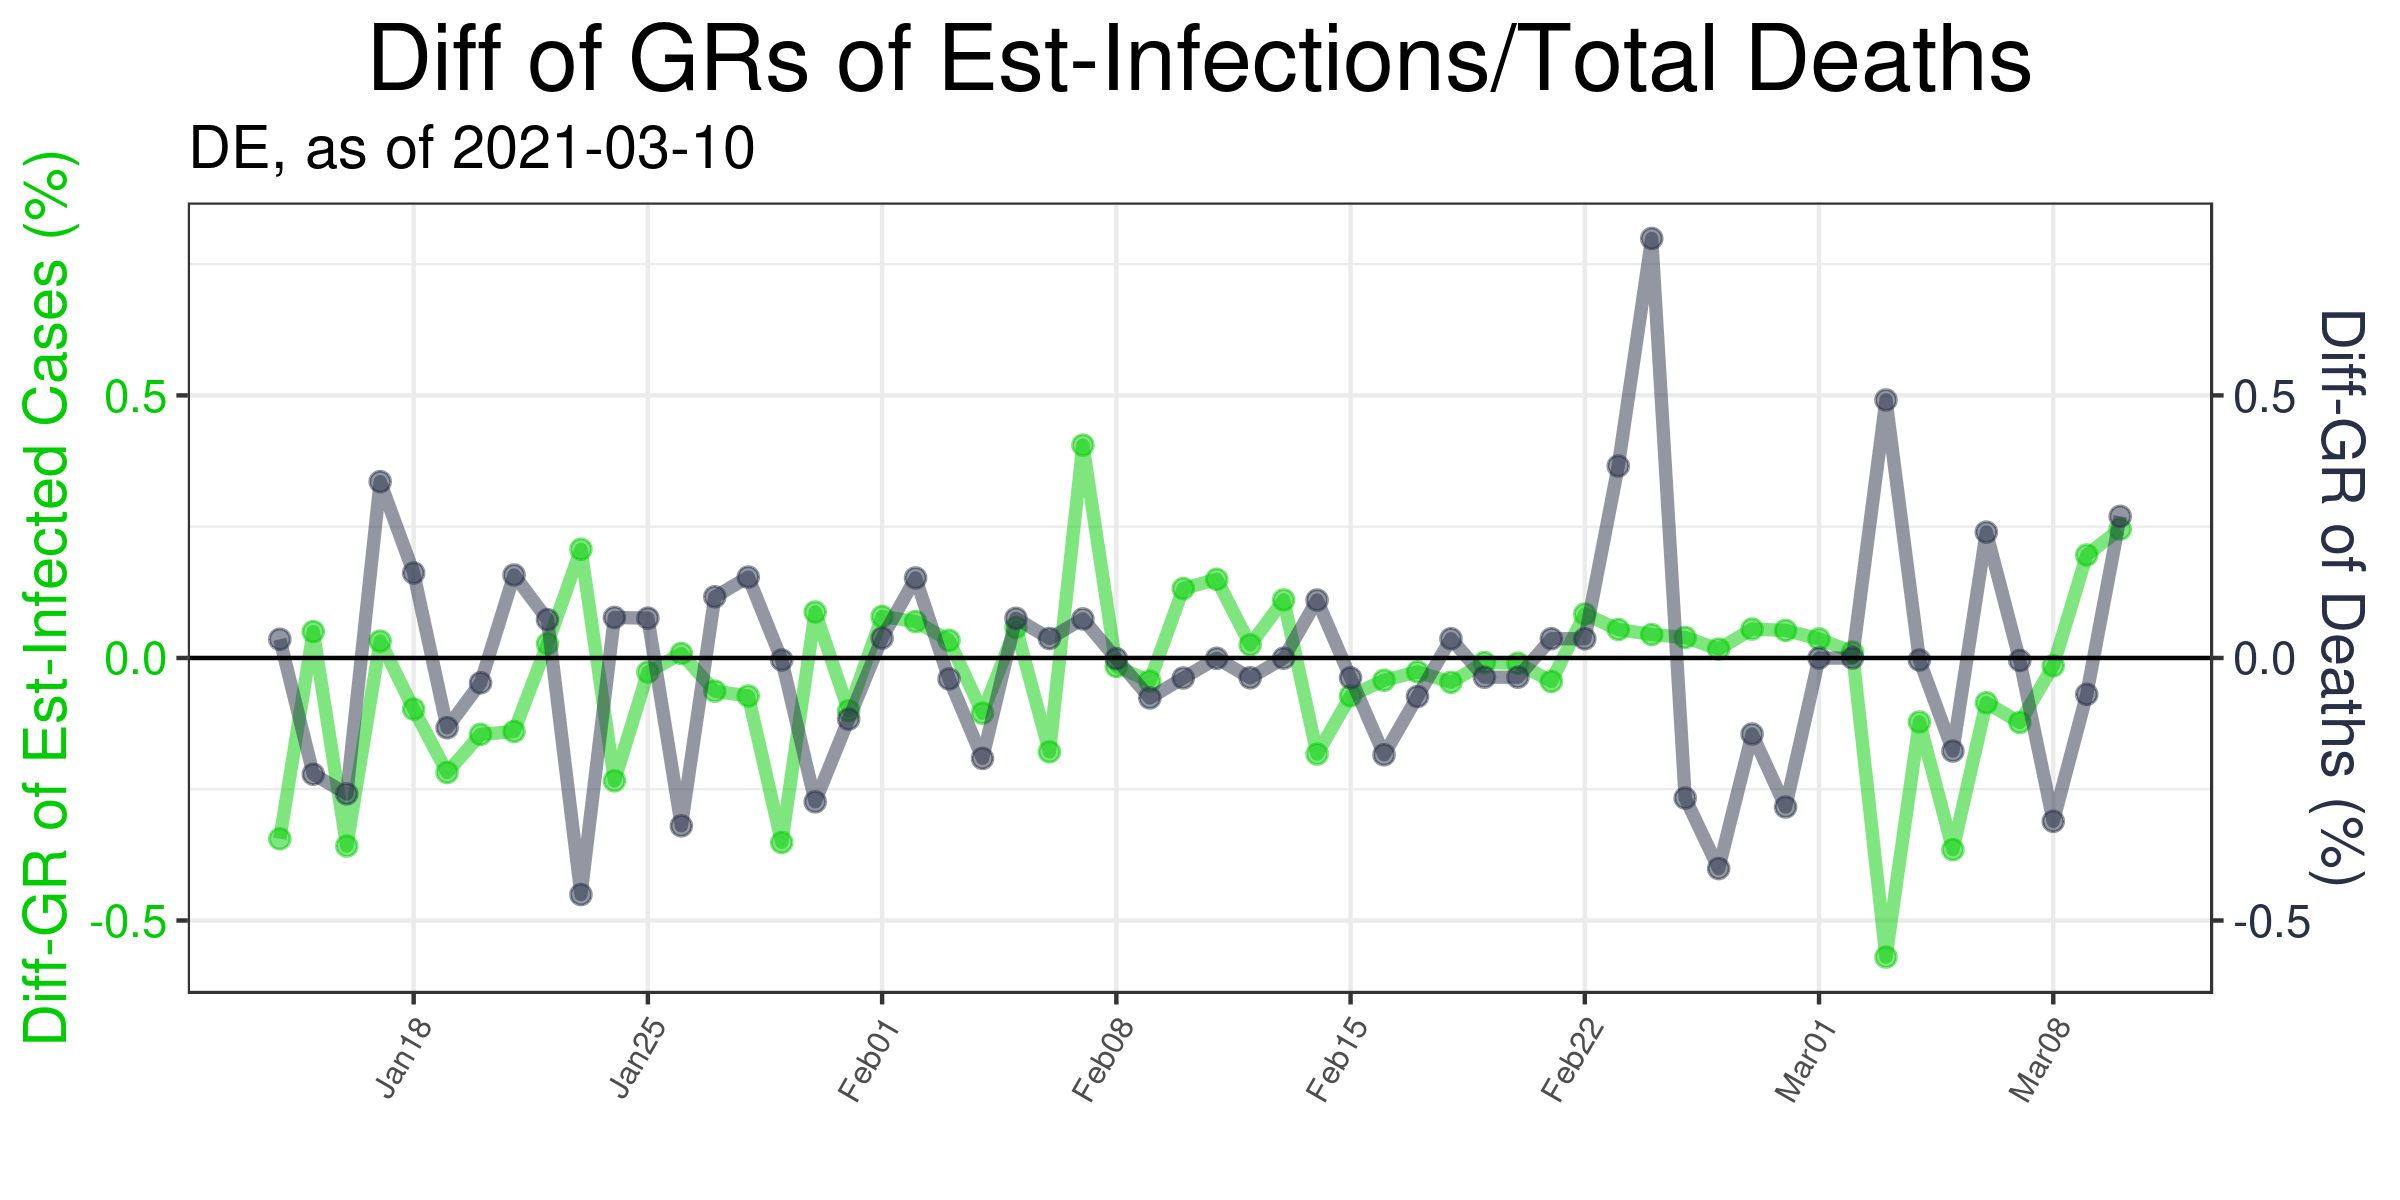 Diff of GRs of Est-Infections/Total Deaths
DE, as of 2021-03-10
Diff-GR of Est-Infected Cases (%)
0.5
0.0
-0.5
0.5
0.0
-0.5
Diff-GR of Deaths (%)
Jan18
Jan25
Feb01
Feb08
Feb15
Feb22
Mar01
Mar08